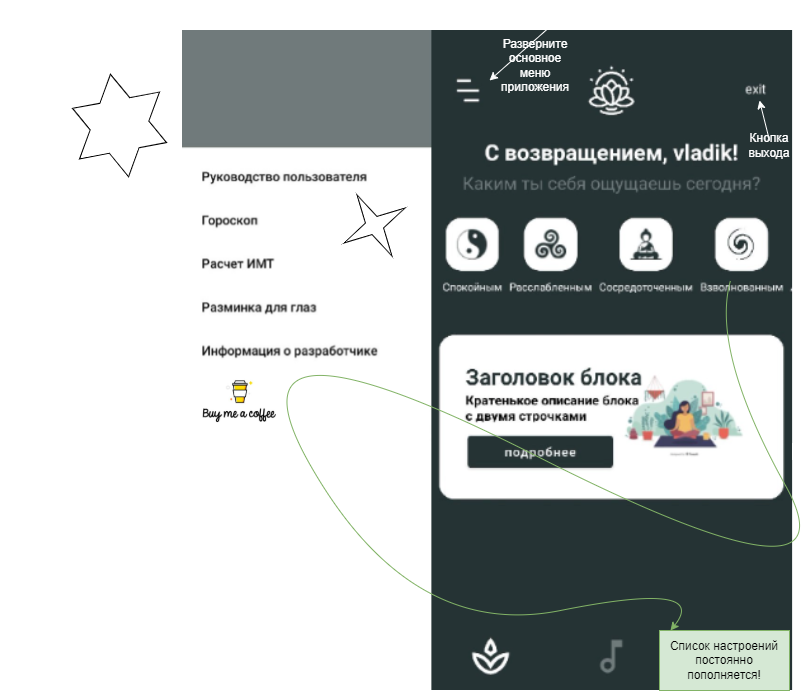 Разверните
основное
меню
приложения
exit
Кнопка
выхода
С возвращением, vladik!
Каким ты себя ощущаешь сегодня?
Спокойным
Расслабленным
Сосредоточенным
Взволнованным
Руководство пользователя
Гороскоп
Расчет ИМТ
Разминка для глаз
Информация о разработчике
Buy me a coffee
Заголовок блока
Кратенькое описание блока
с двумя строчками
подробнее
Список настроений
постоянно
пополняется!